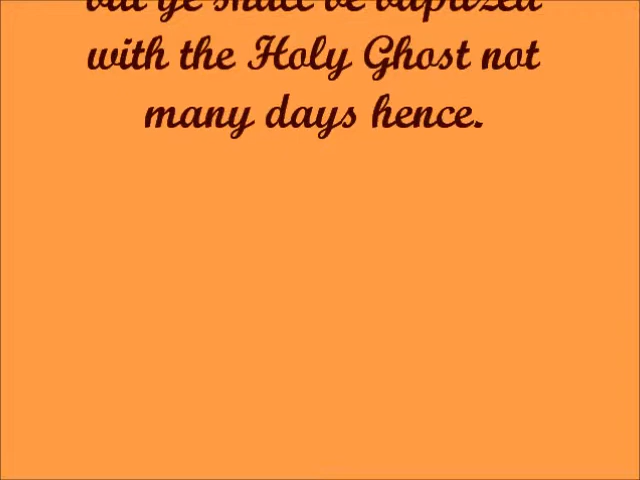 but ye shall be baptized
with the Holy Ghost not
many days hence.